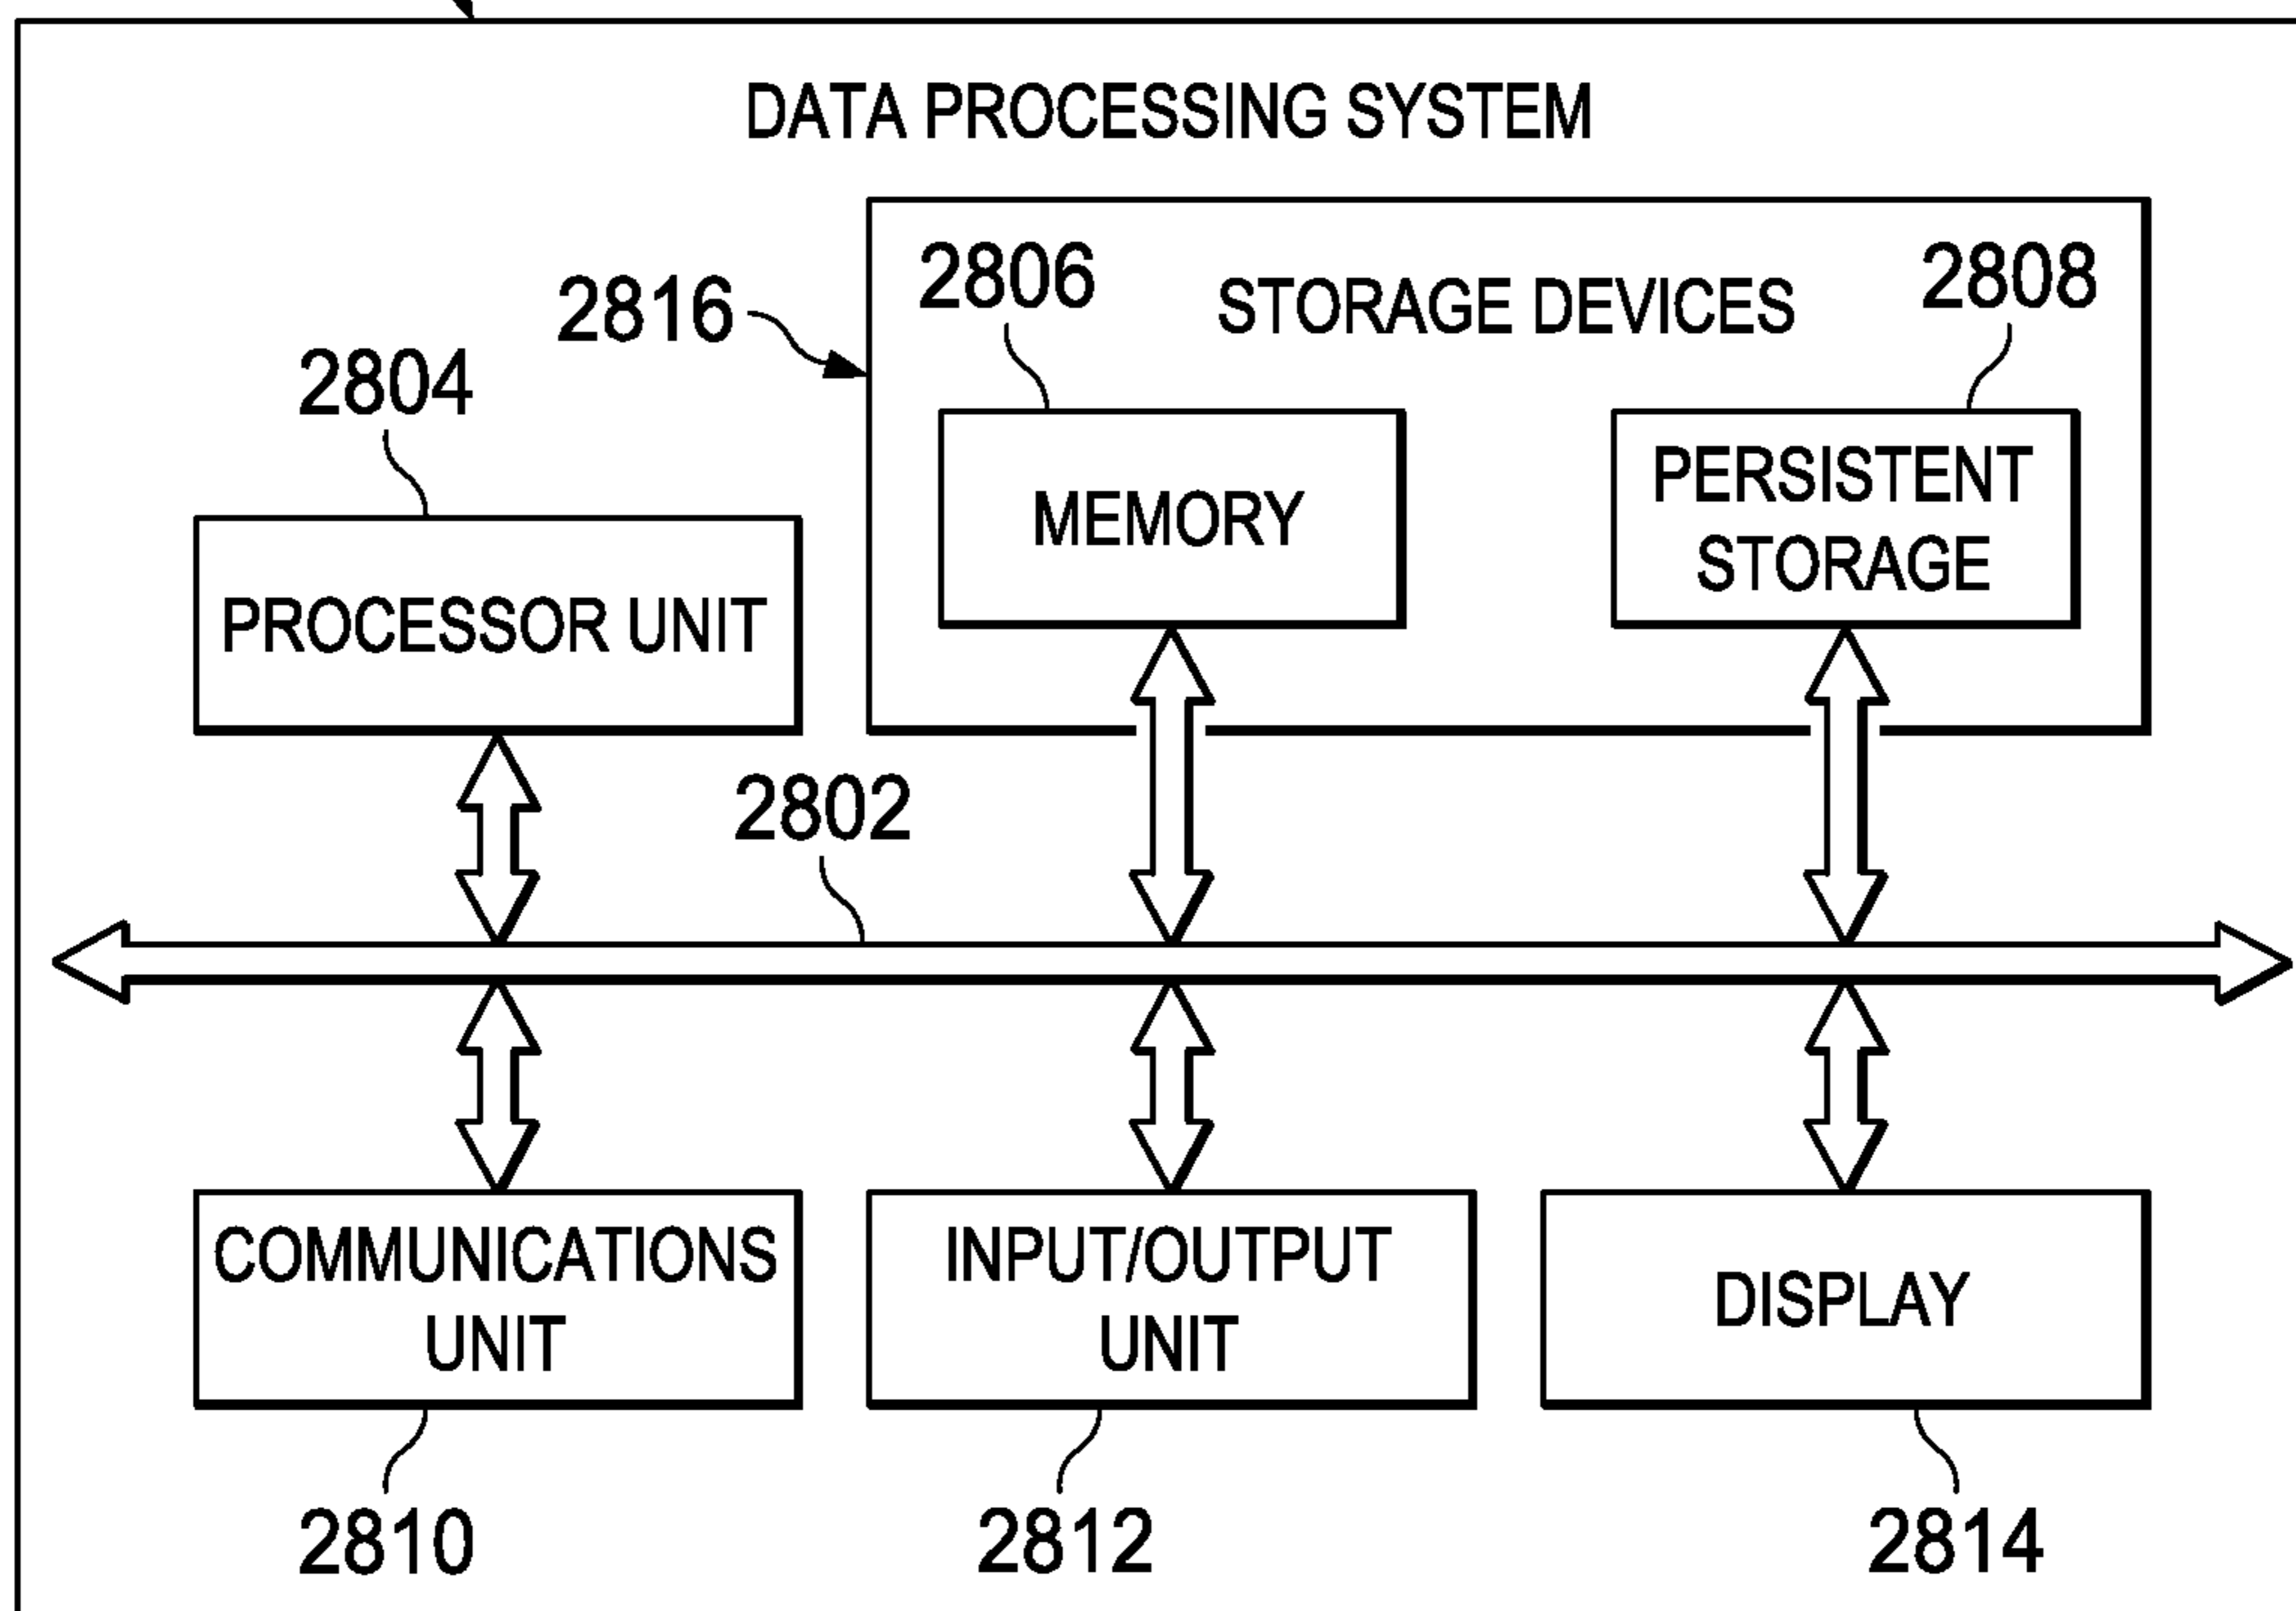 DATA PROCESSING SYSTEM
2816
2806
STORAGE DEVICES
2808
2804
MEMORY
PERSISTENT
STORAGE
PROCESSOR UNIT
2802
COMMUNICATIONS
UNIT
INPUT/OUTPUT
UNIT
DISPLAY
2810
2812
2814